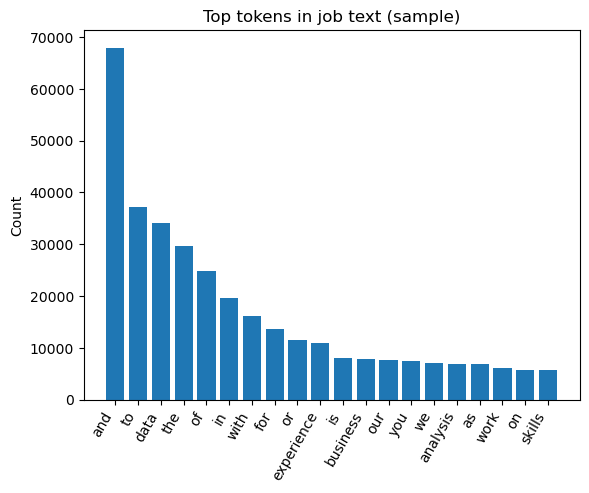 Top tokens in job text (sample)
Count
70000
60000
50000
40000
30000
20000
10000
0
and
to
data
the
of
in
with
for
or
experience
is
business
our
you
we
analysis
as
work
on
skills